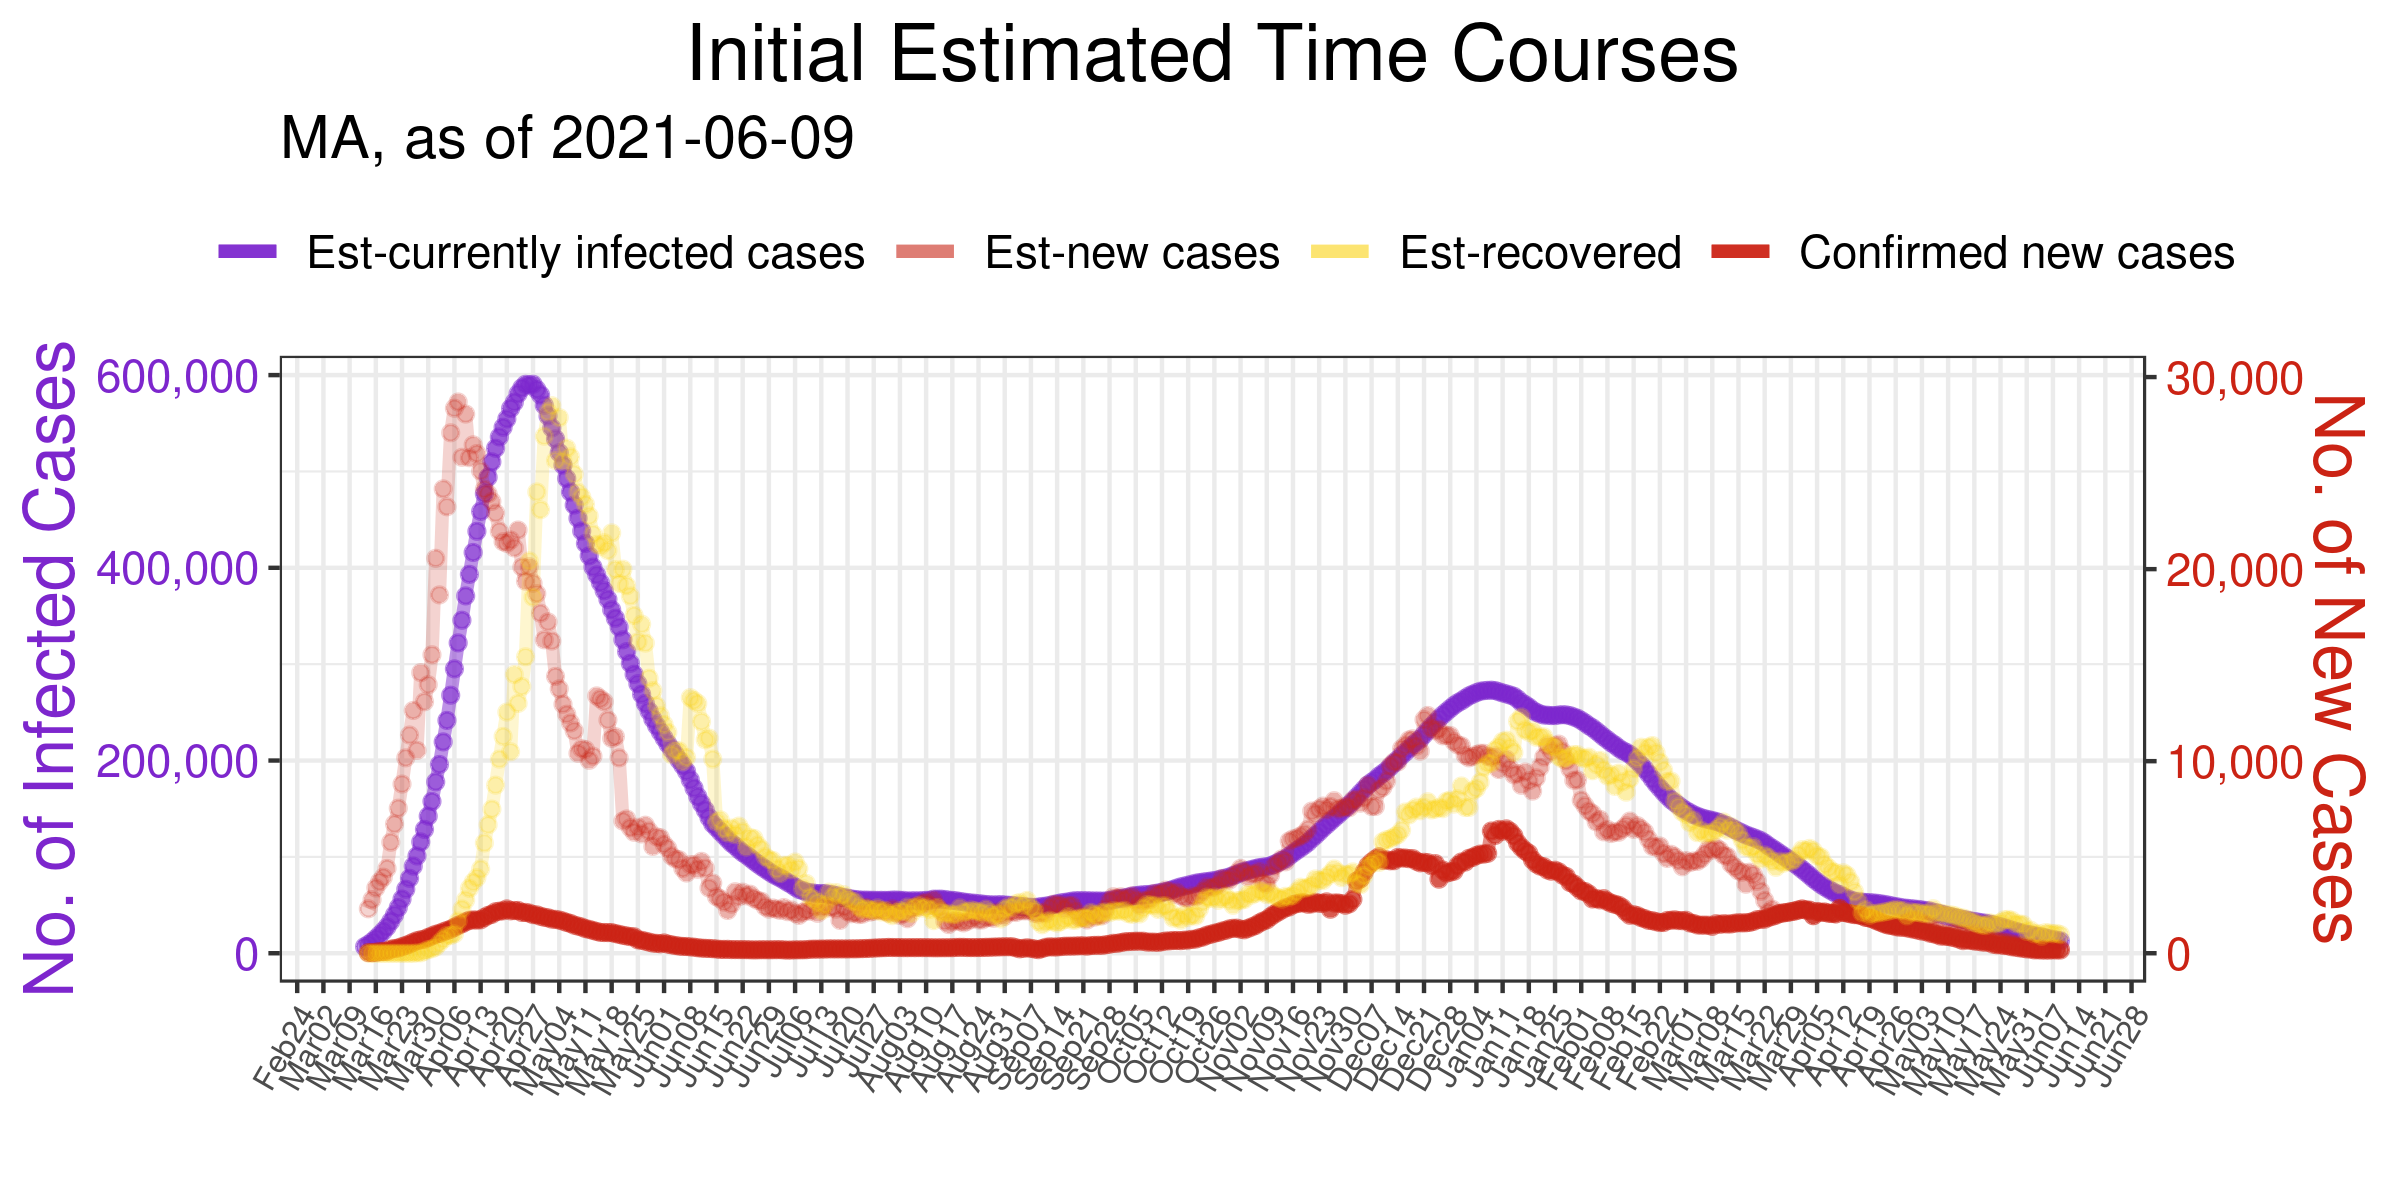 Initial Estimated Time Courses
MA, as of 2021-06-09
Est-currently infected cases
Est-new cases
Est-recovered
Confirmed new cases
No. of Infected Cases
600,000
400,000
200,000
0
30,000
20,000
10,000
0
No. of New Cases
Feb24
Mar02
Mar09
Mar16
Mar23
Mar30
Apr06
Apr13
Apr20
Apr27
May04
May11
May18
May25
Jun01
Jun08
Jun15
Jun22
Jun29
Jul06
Jul13
Jul20
Jul27
Aug03
Aug10
Aug17
Aug24
Aug31
Sep07
Sep14
Sep21
Sep28
Oct05
Oct12
Oct19
Oct26
Nov02
Nov09
Nov16
Nov23
Nov30
Dec07
Dec14
Dec21
Dec28
Jan04
Jan11
Jan18
Jan25
Feb01
Feb08
Feb15
Feb22
Mar01
Mar08
Mar15
Mar22
Mar29
Apr05
Apr12
Apr19
Apr26
May03
May10
May17
May24
May31
Jun07
Jun14
Jun21
Jun28